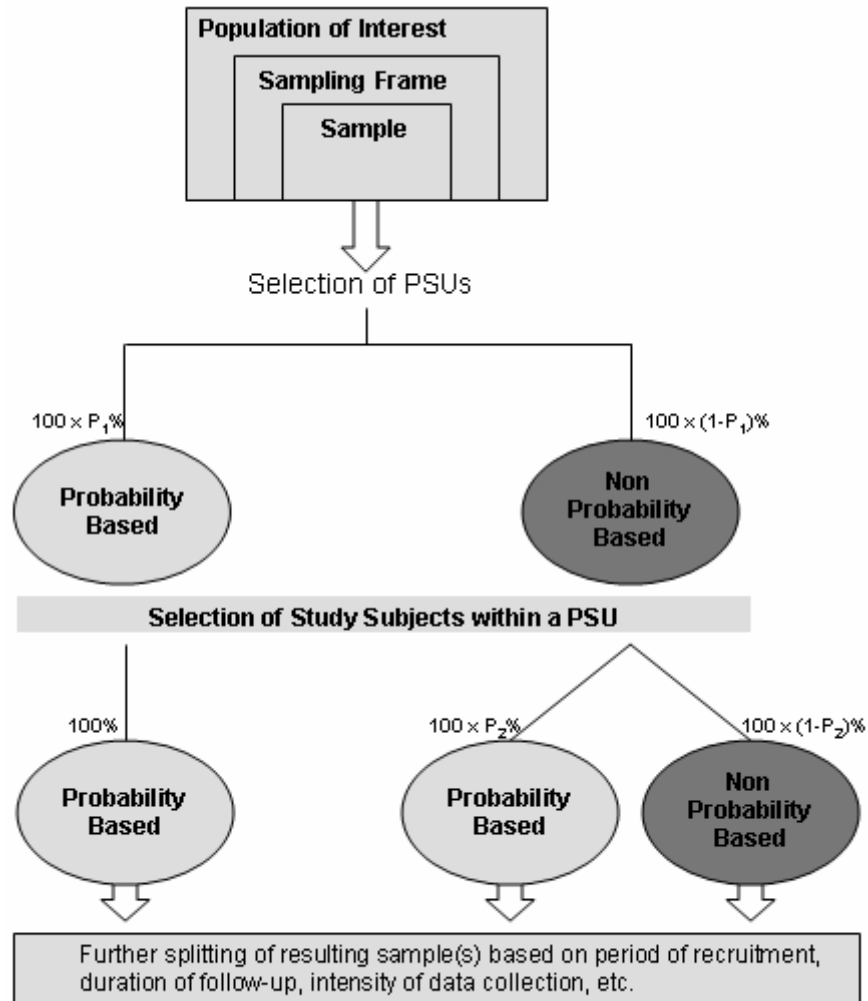 Population of Interest
Sampling Frame
Sample
Selection of PSUs
100 × P₁%
100 × (1-P₁)%
Probability
Based
Non
Probability
Based
Selection of Study Subjects within a PSU
100%
100 × P₂%
100 × (1-P₂)%
Probability
Based
Probability
Based
Non
Probability
Based
Further splitting of resulting sample(s) based on period of recruitment,
duration of follow-up, intensity of data collection, etc.